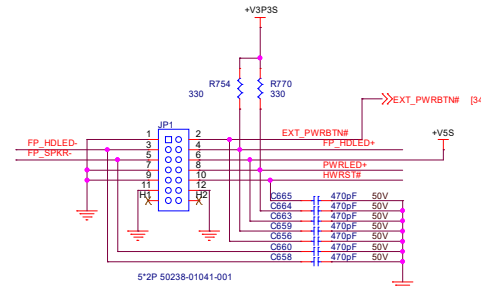 +V3P3S
R754 R770
330 330
EXT_PWRBTN# [34
+V5S
JP1
1 2 EXT_PWRBTN#
FP_HDLED- 3 4 FP_HDLED+
FP_SPKR- 5 6
7 8 PWRLED+
9 10 HWRST#
11 12
H1 H2
C665 470pF 50V
C664 470pF 50V
C663 470pF 50V
C659 470pF 50V
C656 470pF 50V
C660 470pF 50V
C658 470pF 50V
5*2P 50238-01041-001